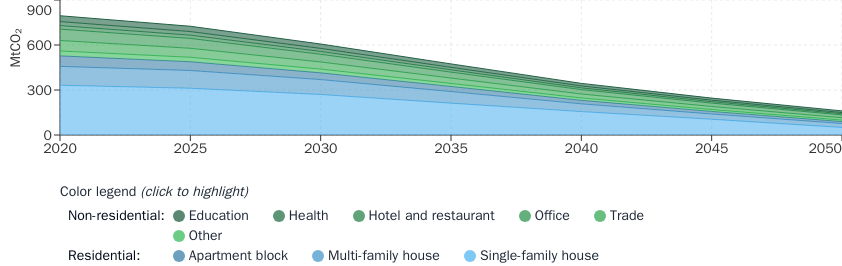 900
MtCO₂
600
300
0
2020 2025 2030 2035 2040 2045 2050
Color legend (click to highlight)
Non-residential: Education Health Hotel and restaurant Office Trade
Other
Residential: Apartment block Multi-family house Single-family house